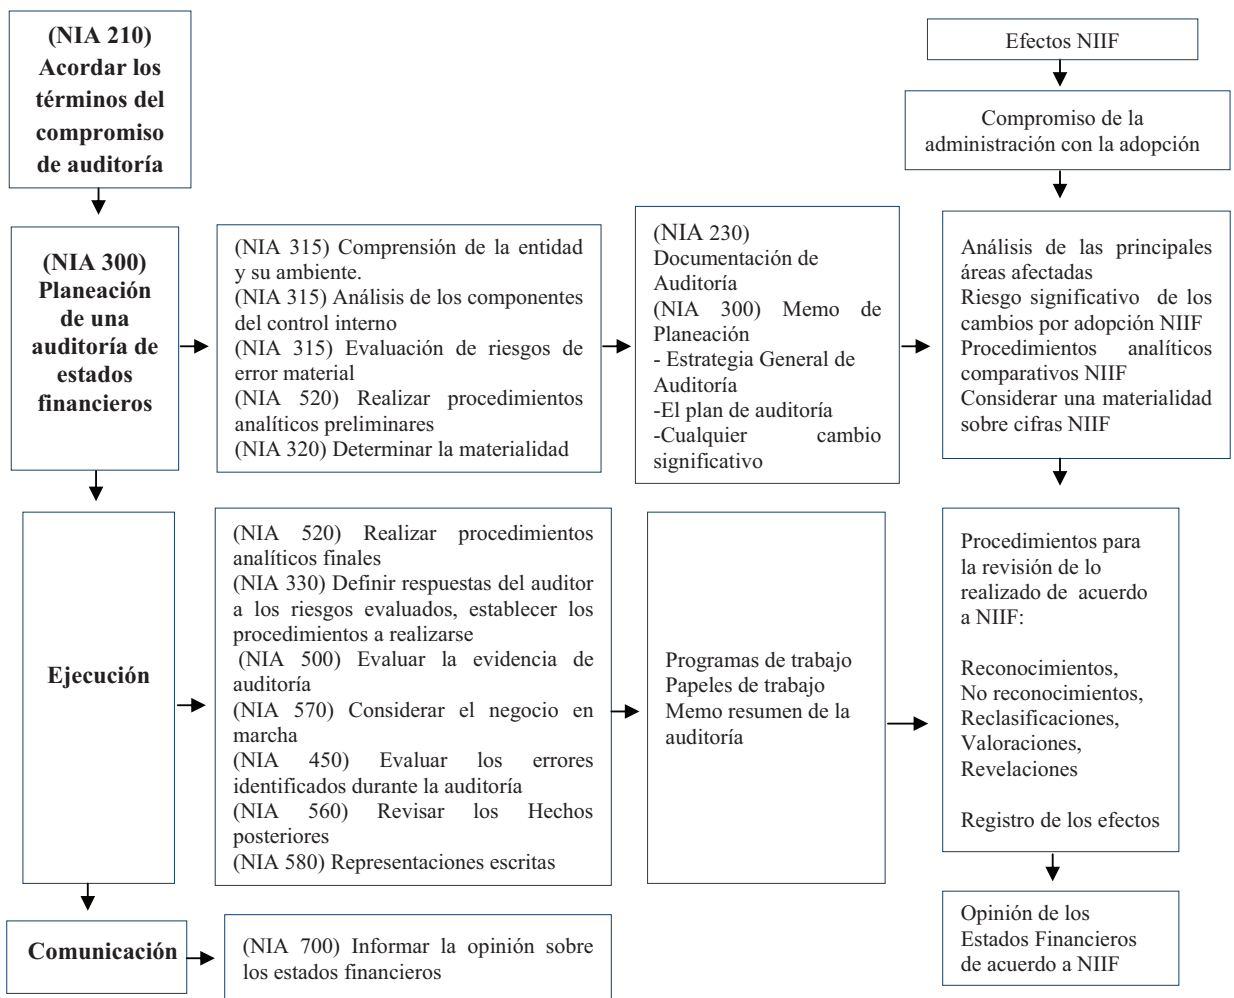 (NIA 210)
Acordar los
términos del
compromiso
de auditoría
Efectos NIIF
Compromiso de la
administración con la adopción
(NIA 300)
Planeación
de una
auditoría de
estados
financieros
(NIA 315) Comprensión de la entidad
y su ambiente.
(NIA 315) Análisis de los componentes
del control interno
(NIA 315) Evaluación de riesgos de
error material
(NIA 520) Realizar procedimientos
analíticos preliminares
(NIA 320) Determinar la materialidad
(NIA 230)
Documentación de
Auditoría
(NIA 300) Memo de
Planeación
- Estrategia General de
Auditoría
-El plan de auditoría
-Cualquier cambio
significativo
Análisis de las principales
áreas afectadas
Riesgo significativo de los
cambios por adopción NIIF
Procedimientos analíticos
comparativos NIIF
Considerar una materialidad
sobre cifras NIIF
Ejecución
(NIA 520) Realizar procedimientos
analíticos finales
(NIA 330) Definir respuestas del auditor
a los riesgos evaluados, establecer los
procedimientos a realizarse
(NIA 500) Evaluar la evidencia de
auditoría
(NIA 570) Considerar el negocio en
marcha
(NIA 450) Evaluar los errores
identificados durante la auditoría
(NIA 560) Revisar los Hechos
posteriores
(NIA 580) Representaciones escritas
Programas de trabajo
Papeles de trabajo
Memo resumen de la
auditoría
Procedimientos para
la revisión de lo
realizado de acuerdo
a NIIF:
Reconocimientos,
No reconocimientos,
Reclasificaciones,
Valoraciones,
Revelaciones
Registro de los efectos
Comunicación
(NIA 700) Informar la opinión sobre
los estados financieros
Opinión de los
Estados Financieros
de acuerdo a NIIF